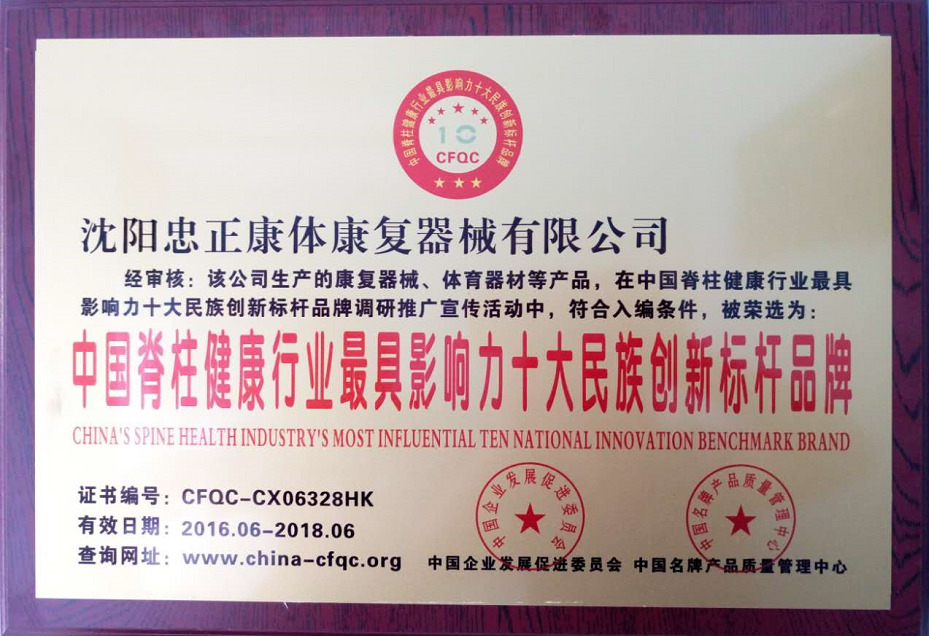 中国脊柱健康行业最具影响力十大民族创新标杆品牌
10
CFQC
沈阳忠正康体康复器械有限公司
经审核：该公司生产的康复器械、体育器材等产品，在中国脊柱健康行业最具
影响力十大民族创新标杆品牌调研推广宣传活动中，符合入编条件，被荣选为：
中国脊柱健康行业最具影响力十大民族创新标杆品牌
CHINA'S SPINE HEALTH INDUSTRY'S MOST INFLUENTIAL TEN NATIONAL INNOVATION BENCHMARK BRAND
中国企业发展促进委员会
中国名牌产品质量管理中心
证书编号：CFQC-CX06328HK
有效日期：2016.06-2018.06
查询网址：www.china-cfqc.org
中国企业发展促进委员会 中国名牌产品质量管理中心